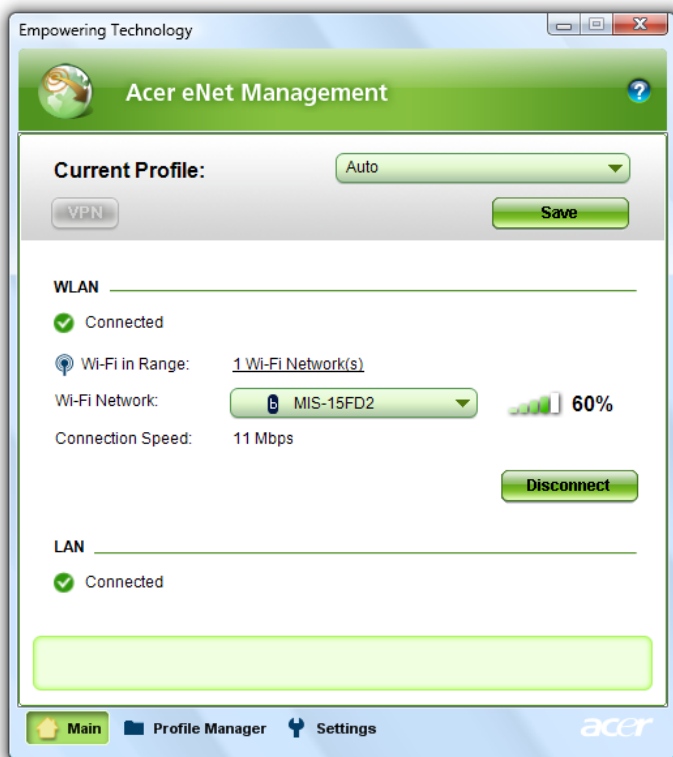 Empowering Technology
Acer eNet Management
?
Current Profile:
Auto
VPN
Save
WLAN
Connected
Wi-Fi in Range: 1 Wi-Fi Network(s)
Wi-Fi Network: b MIS-15FD2 60%
Connection Speed: 11 Mbps
Disconnect
LAN
Connected
Main Profile Manager Settings acer